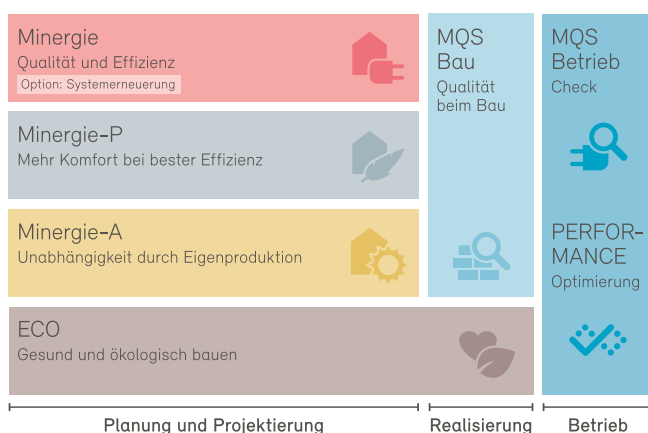 Minergie
Qualität und Effizienz
Option: Systemerneuerung
Minergie-P
Mehr Komfort bei bester Effizienz
Minergie-A
Unabhängigkeit durch Eigenproduktion
ECO
Gesund und ökologisch bauen
MQS
Bau
Qualität
beim Bau
MQS
Betrieb
Check
PERFOR-
MANCE
Optimierung
Planung und Projektierung
Realisierung
Betrieb